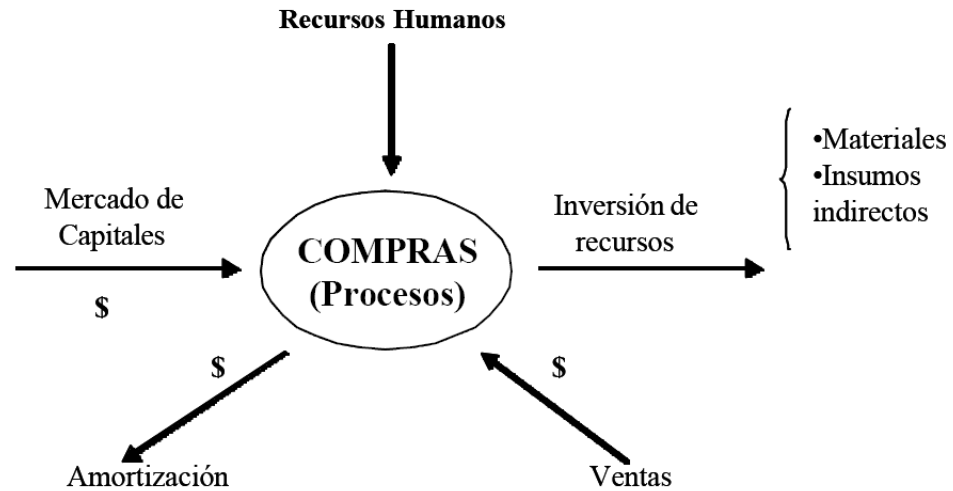 Recursos Humanos
•Materiales
•Insumos
indirectos
Mercado de
Capitales
$
COMPRAS
(Procesos)
Inversión de
recursos
$
$
Amortización
Ventas